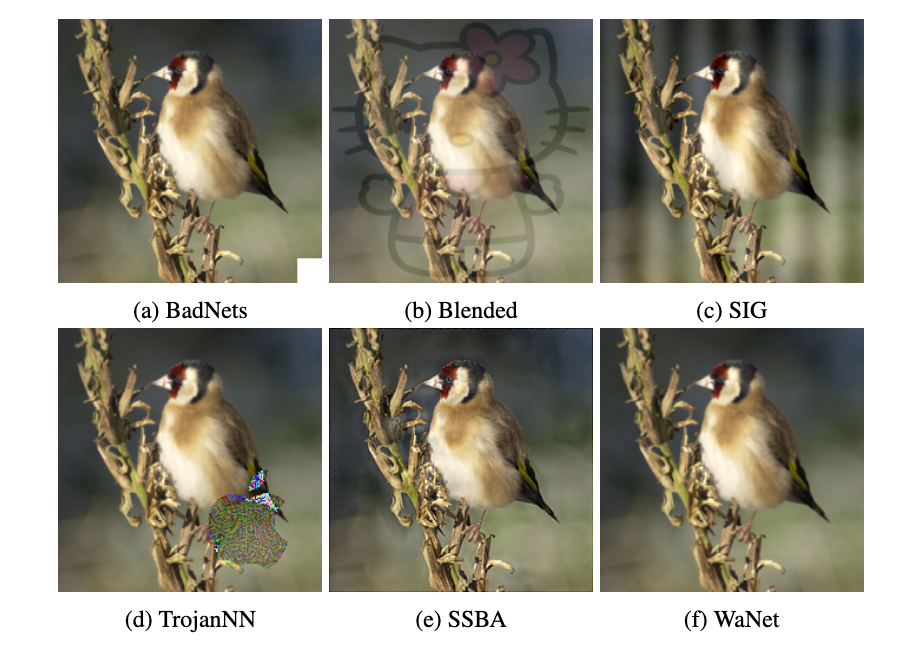 (a) BadNets
(b) Blended
(c) SIG
(d) TrojanNN
(e) SSBA
(f) WaNet